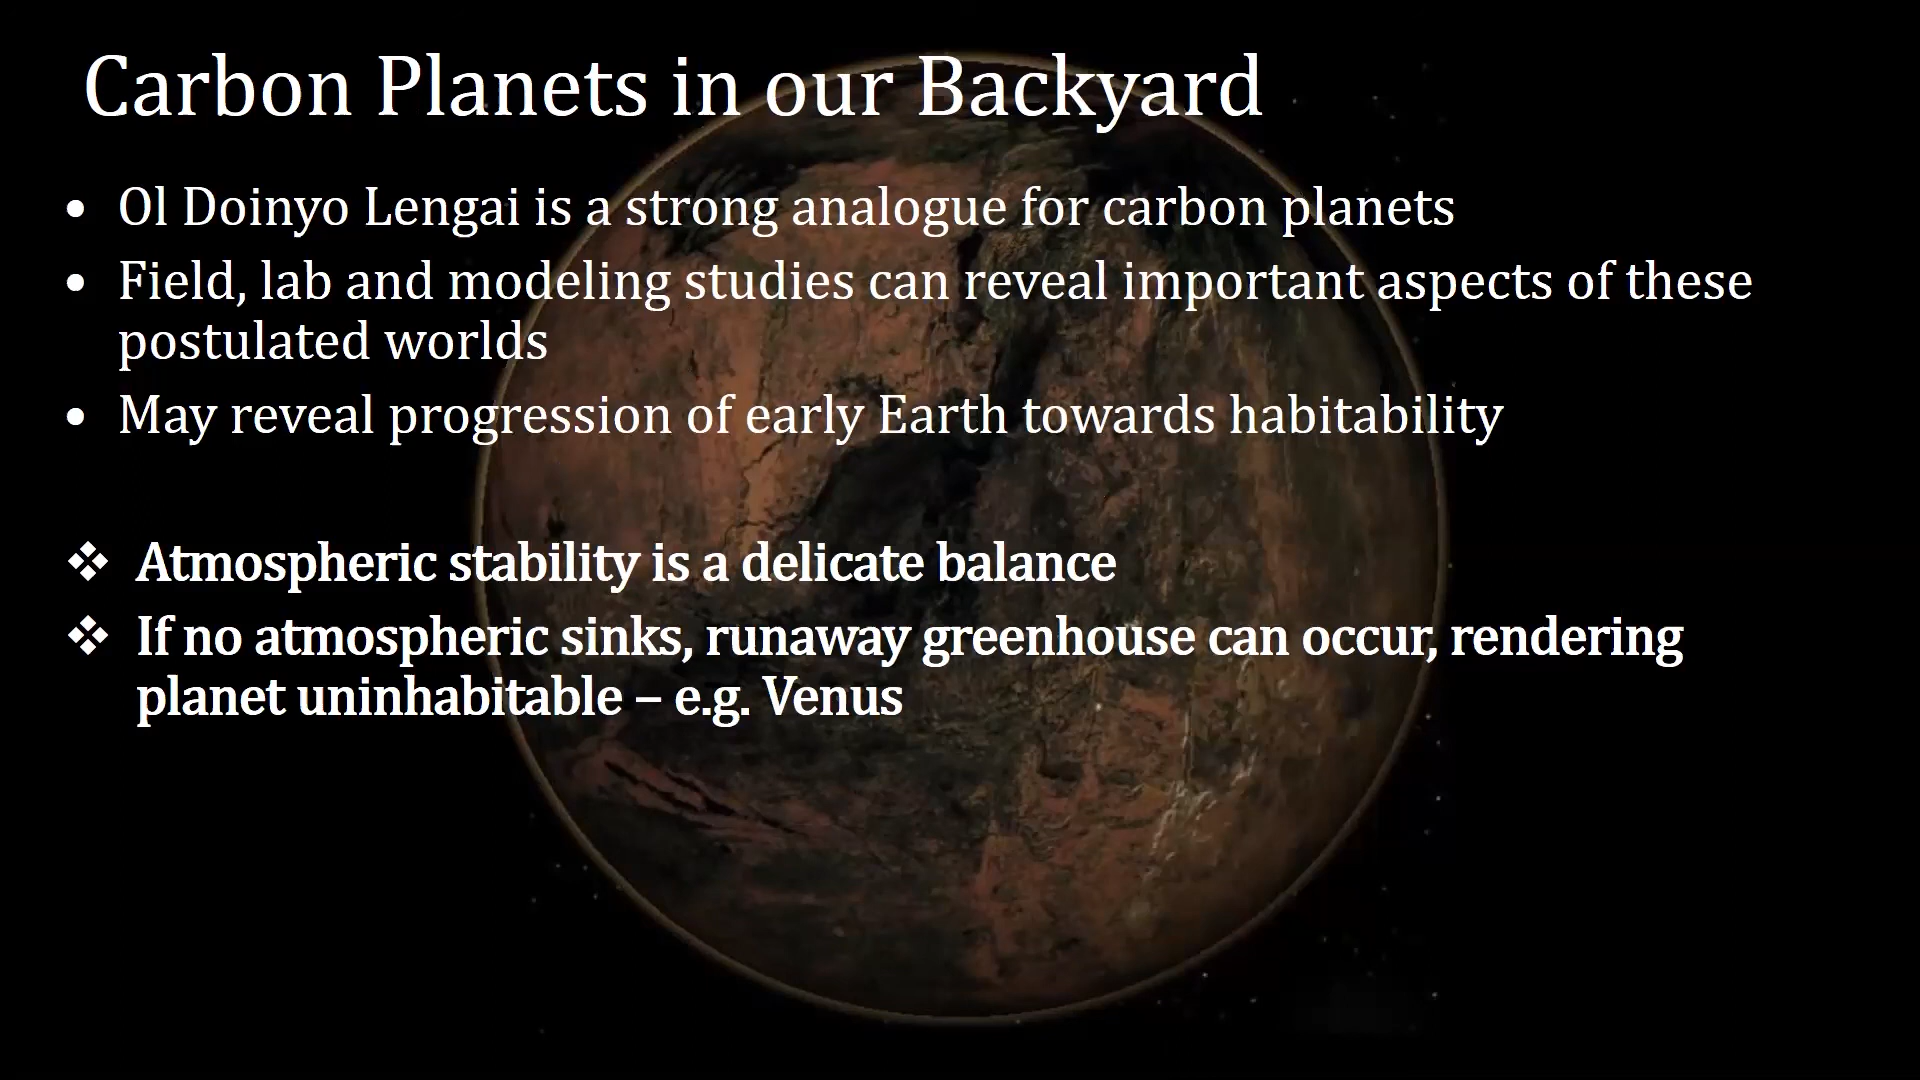 Carbon Planets in our Backyard
• Ol Doinyo Lengai is a strong analogue for carbon planets
• Field, lab and modeling studies can reveal important aspects of these
postulated worlds
• May reveal progression of early Earth towards habitability
❖ Atmospheric stability is a delicate balance
❖ If no atmospheric sinks, runaway greenhouse can occur, rendering
planet uninhabitable – e.g. Venus